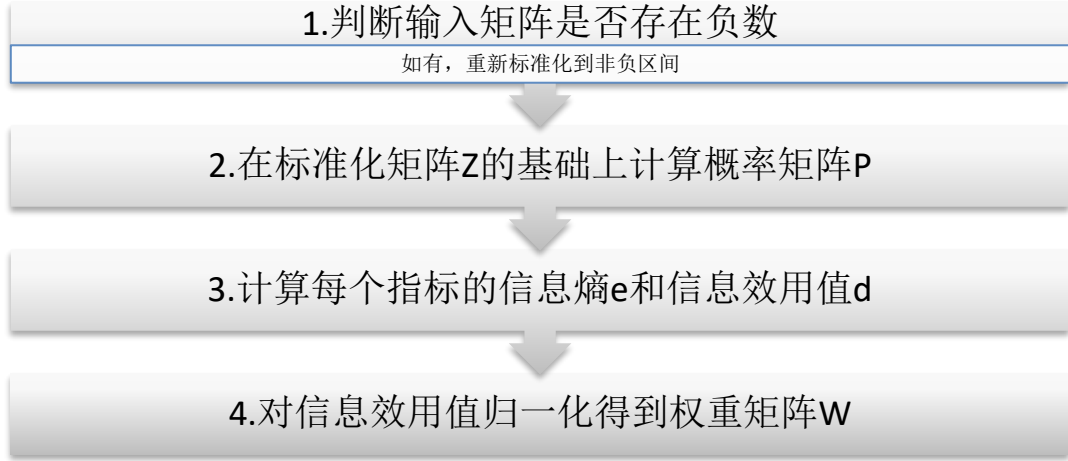 1.判断输入矩阵是否存在负数
如有，重新标准化到非负区间
2.在标准化矩阵Z的基础上计算概率矩阵P
3.计算每个指标的信息熵e和信息效用值d
4.对信息效用值归一化得到权重矩阵W